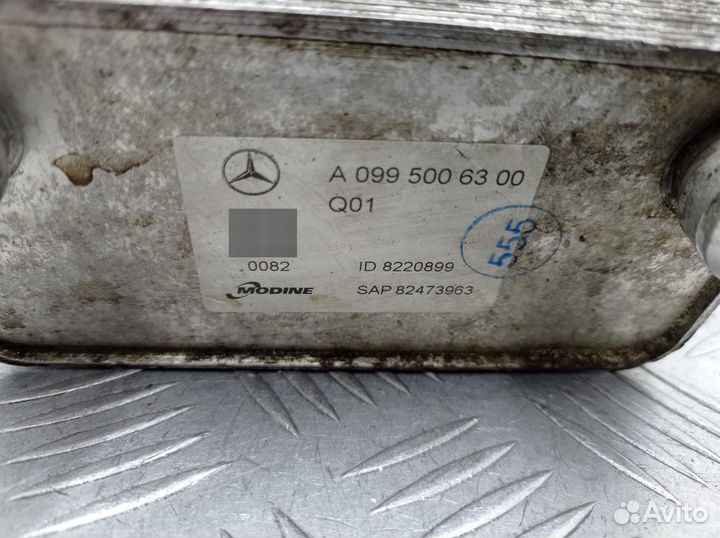 A 099 500 63 00
Q01
555
0082
ID 8220899
MODINE
SAP 82473963
Avito